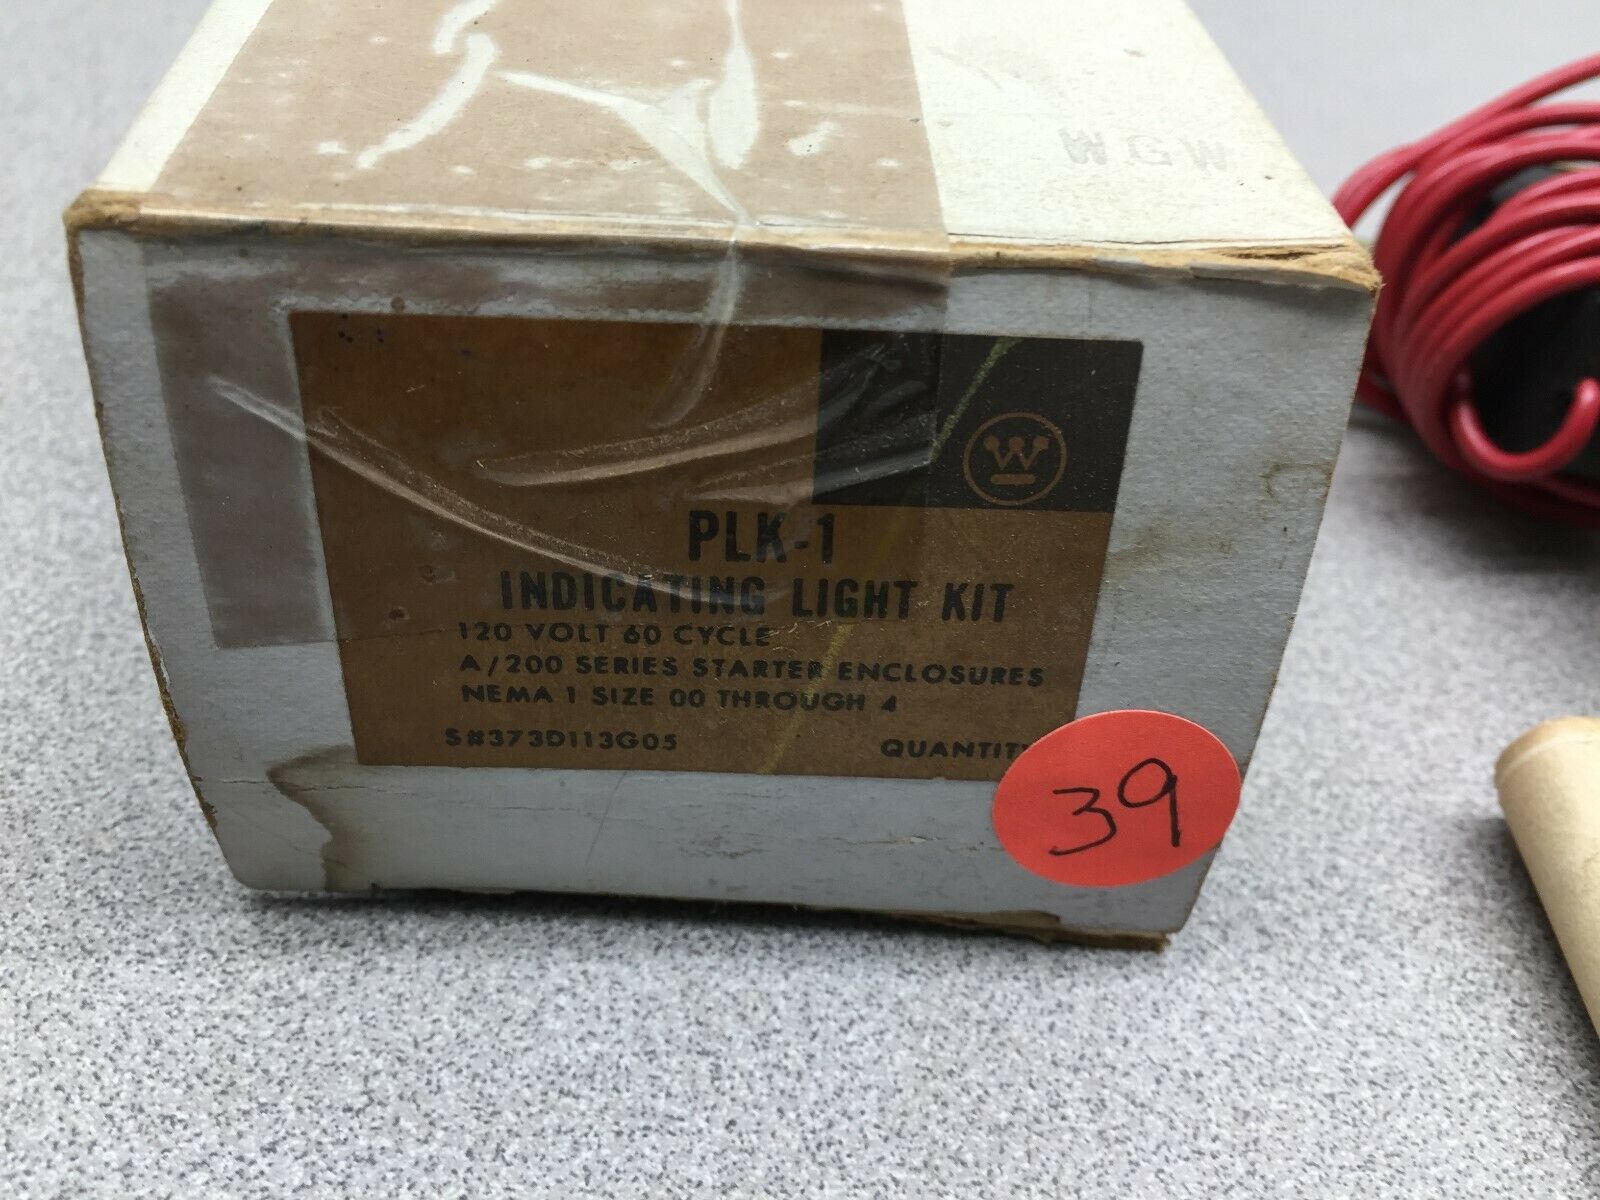 WGW
W
PLK-1
INDICATING LIGHT KIT
120 VOLT 60 CYCLE
A/200 SERIES STARTER ENCLOSURES
NEMA 1 SIZE 00 THROUGH 4
S#373D113G05 QUANTITY
39